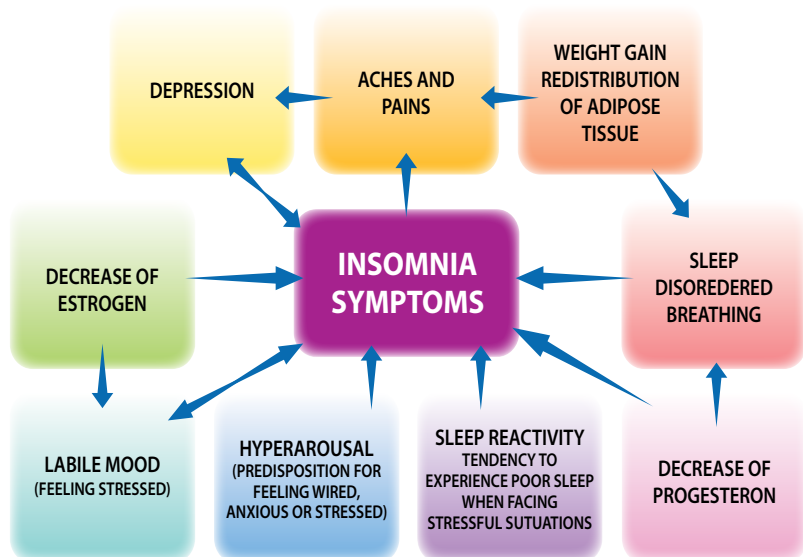 DEPRESSION
ACHES AND
PAINS
WEIGHT GAIN
REDISTRIBUTION
OF ADIPOSE
TISSUE
DECREASE OF
ESTROGEN
INSOMNIA
SYMPTOMS
SLEEP
DISOREDERED
BREATHING
LABILE MOOD
(FEELING STRESSED)
HYPERAROUSAL
(PREDISPOSITION FOR
FEELING WIRED,
ANXIOUS OR STRESSED)
SLEEP REACTIVITY
TENDENCY TO
EXPERIENCE POOR SLEEP
WHEN FACING
STRESSFUL SUTUATIONS
DECREASE OF
PROGESTERON